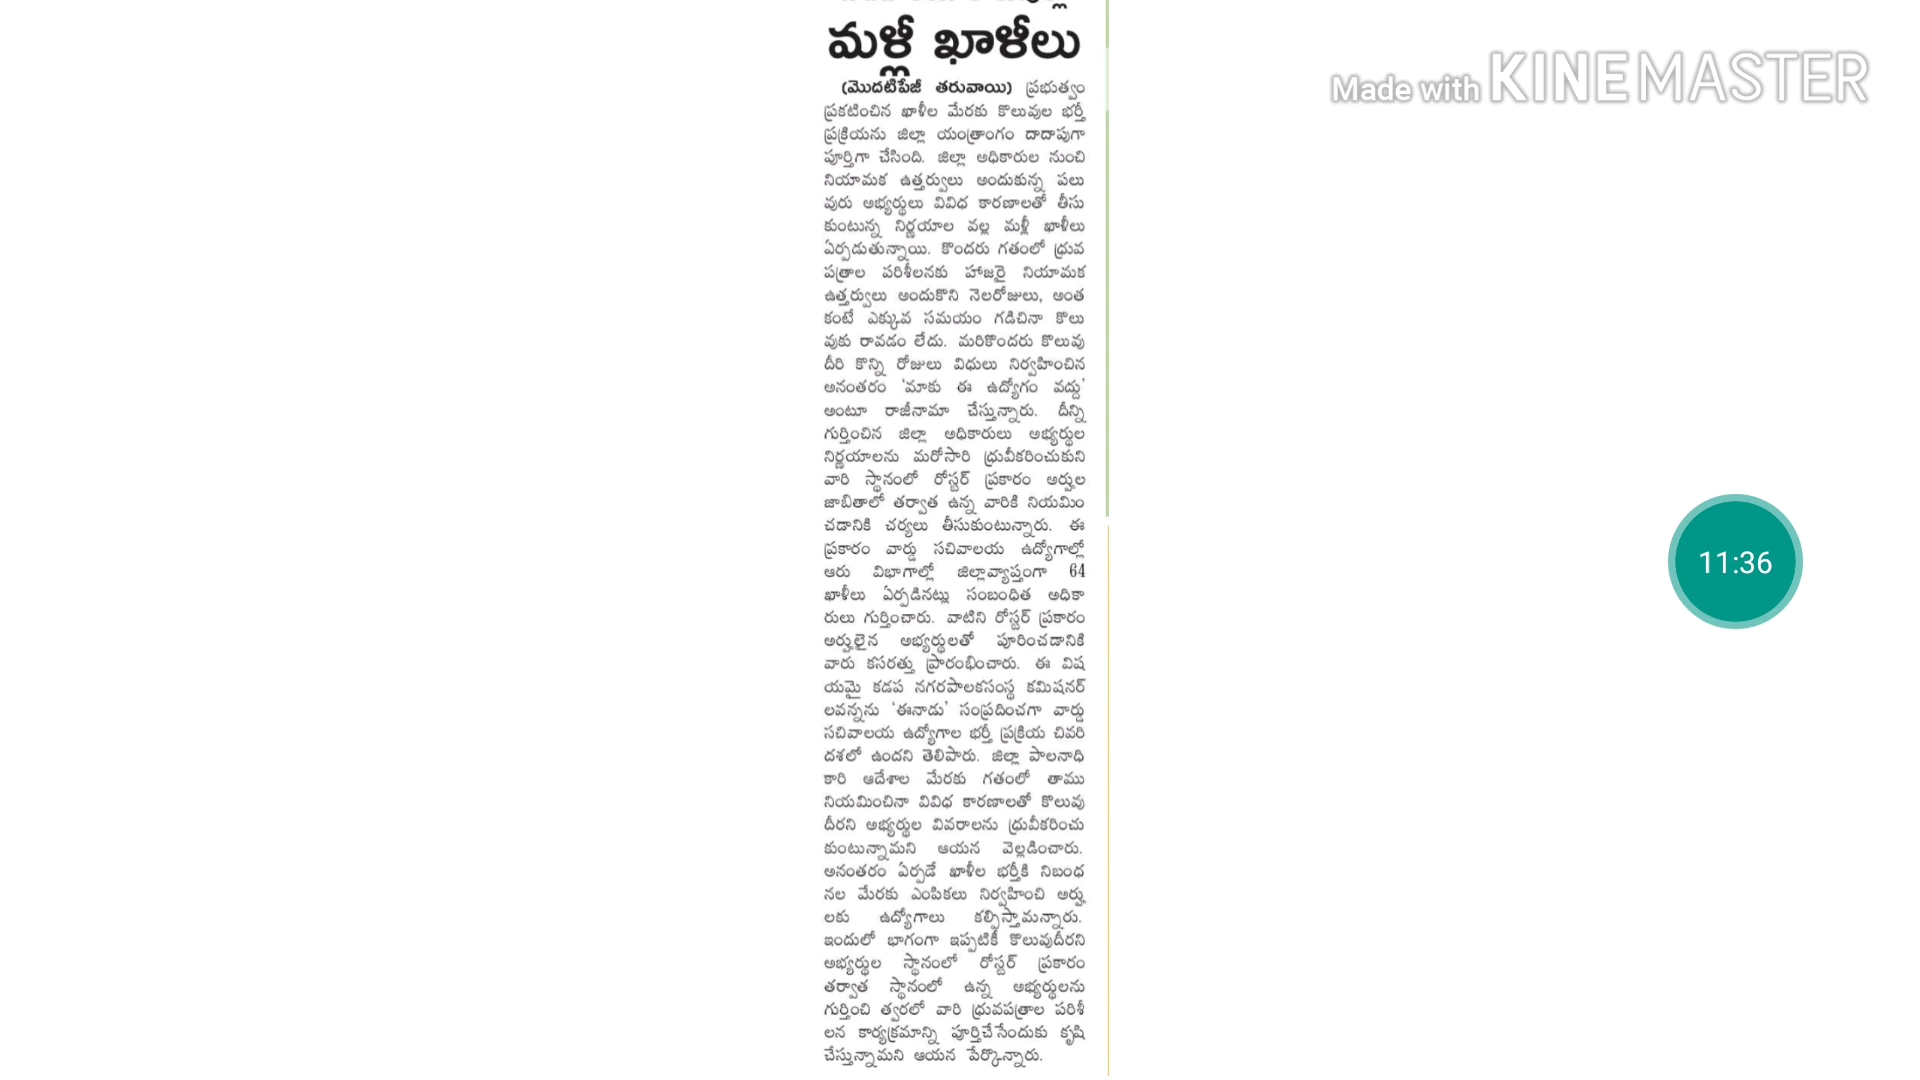 మళ్లీ ఖాళీలు
(మొదటిపేజీ తరువాయి) ప్రభుత్వం
ప్రకటించిన ఖాళీల మేరకు కొలువుల భర్తీ
ప్రక్రియను జిల్లా యంత్రాంగం దాదాపుగా
పూర్తిగా చేసింది. జిల్లా అధికారుల నుంచి
నియామక ఉత్తర్వులు అందుకున్న పలు
వురు అభ్యర్థులు వివిధ కారణాలతో తీసు
కుంటున్న నిర్ణయాల వల్ల మళ్లీ ఖాళీలు
ఏర్పడుతున్నాయి. కొందరు గతంలో ధ్రువ
పత్రాల పరిశీలనకు హాజరై నియామక
ఉత్తర్వులు అందుకొని నెలరోజులు, అంత
కంటే ఎక్కువ సమయం గడిచినా కొలు
వుకు రావడం లేదు. మరికొందరు కొలువు
దీరి కొన్ని రోజులు విధులు నిర్వహించిన
అనంతరం ‘మాకు ఈ ఉద్యోగం వద్దు’
అంటూ రాజీనామా చేస్తున్నారు. దీన్ని
గుర్తించిన జిల్లా అధికారులు అభ్యర్థుల
నిర్ణయాలను మరోసారి ధ్రువీకరించుకుని
వారి స్థానంలో రోస్టర్ ప్రకారం అర్హుల
జాబితాలో తర్వాత ఉన్న వారికి నియమిం
చడానికి చర్యలు తీసుకుంటున్నారు. ఈ
ప్రకారం వార్డు సచివాలయ ఉద్యోగాల్లో
ఆరు విభాగాల్లో జిల్లావ్యాప్తంగా 64
ఖాళీలు ఏర్పడినట్లు సంబంధిత అధికా
రులు గుర్తించారు. వాటిని రోస్టర్ ప్రకారం
అర్హులైన అభ్యర్థులతో పూరించడానికి
వారు కసరత్తు ప్రారంభించారు. ఈ విష
యమై కడప నగరపాలకసంస్థ కమిషనర్
లవన్నను ‘ఈనాడు’ సంప్రదించగా వార్డు
సచివాలయ ఉద్యోగాల భర్తీ ప్రక్రియ చివరి
దశలో ఉందని తెలిపారు. జిల్లా పాలనాధి
కారి ఆదేశాల మేరకు గతంలో తాము
నియమించినా వివిధ కారణాలతో కొలువు
దీరని అభ్యర్థుల వివరాలను ధ్రువీకరించు
కుంటున్నామని ఆయన వెల్లడించారు.
అనంతరం ఏర్పడే ఖాళీల భర్తీకి నిబంధ
నల మేరకు ఎంపికలు నిర్వహించి అర్హు
లకు ఉద్యోగాలు కల్పిస్తామన్నారు.
ఇందులో భాగంగా ఇప్పటికీ కొలువుదీరని
అభ్యర్థుల స్థానంలో రోస్టర్ ప్రకారం
తర్వాత స్థానంలో ఉన్న అభ్యర్థులను
గుర్తించి త్వరలో వారి ధ్రువపత్రాల పరిశీ
లన కార్యక్రమాన్ని పూర్తిచేసేందుకు కృషి
చేస్తున్నామని ఆయన పేర్కొన్నారు.
Made with KINEMASTER
11:36